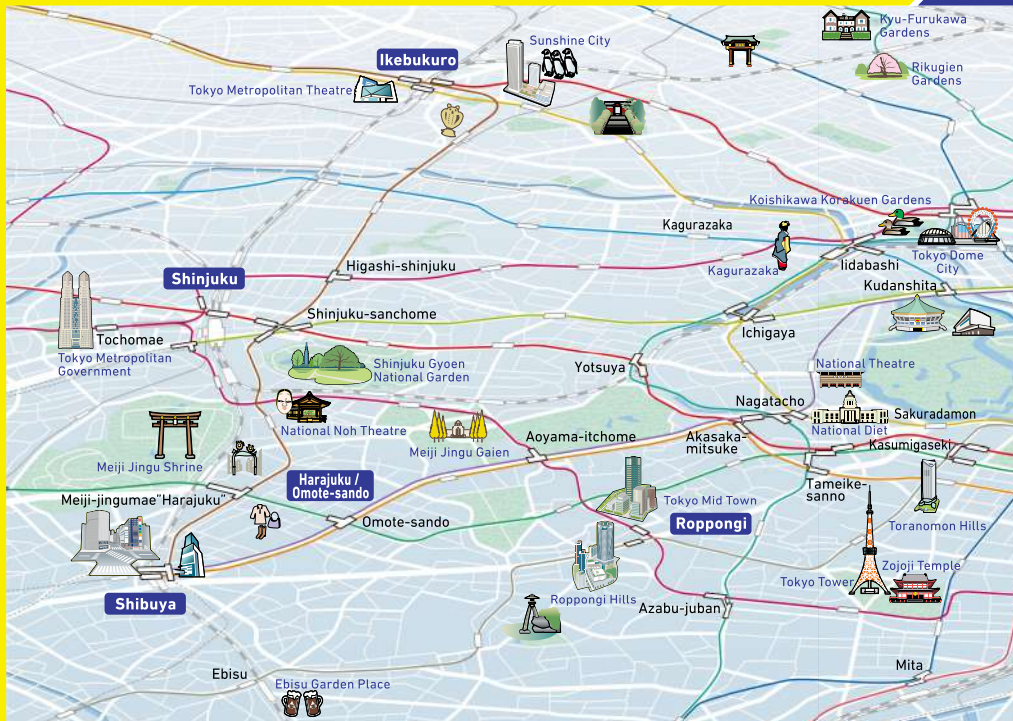 Kyu-Furukawa
Gardens
Sunshine City
Ikebukuro
Rikugien
Gardens
Tokyo Metropolitan Theatre
Koishikawa Korakuen Gardens
Kagurazaka
Kagurazaka
Iidabashi
Tokyo Dome
City
Higashi-shinjuku
Shinjuku
Kudanshita
Shinjuku-sanchome
Ichigaya
Tochomae
Tokyo Metropolitan
Government
Shinjuku Gyoen
National Garden
Yotsuya
National Theatre
Nagatacho
Sakuradamon
National Diet
National Noh Theatre
Meiji Jingu Gaien
Aoyama-itchome
Akasaka-
mitsuke
Kasumigaseki
Meiji Jingu Shrine
Harajuku /
Omote-sando
Tameike-
sanno
Meiji-jingumae"Harajuku"
Tokyo Mid Town
Omote-sando
Roppongi
Toranomon Hills
Tokyo Tower
Zojoji Temple
Shibuya
Roppongi Hills
Azabu-juban
Ebisu
Ebisu Garden Place
Mita